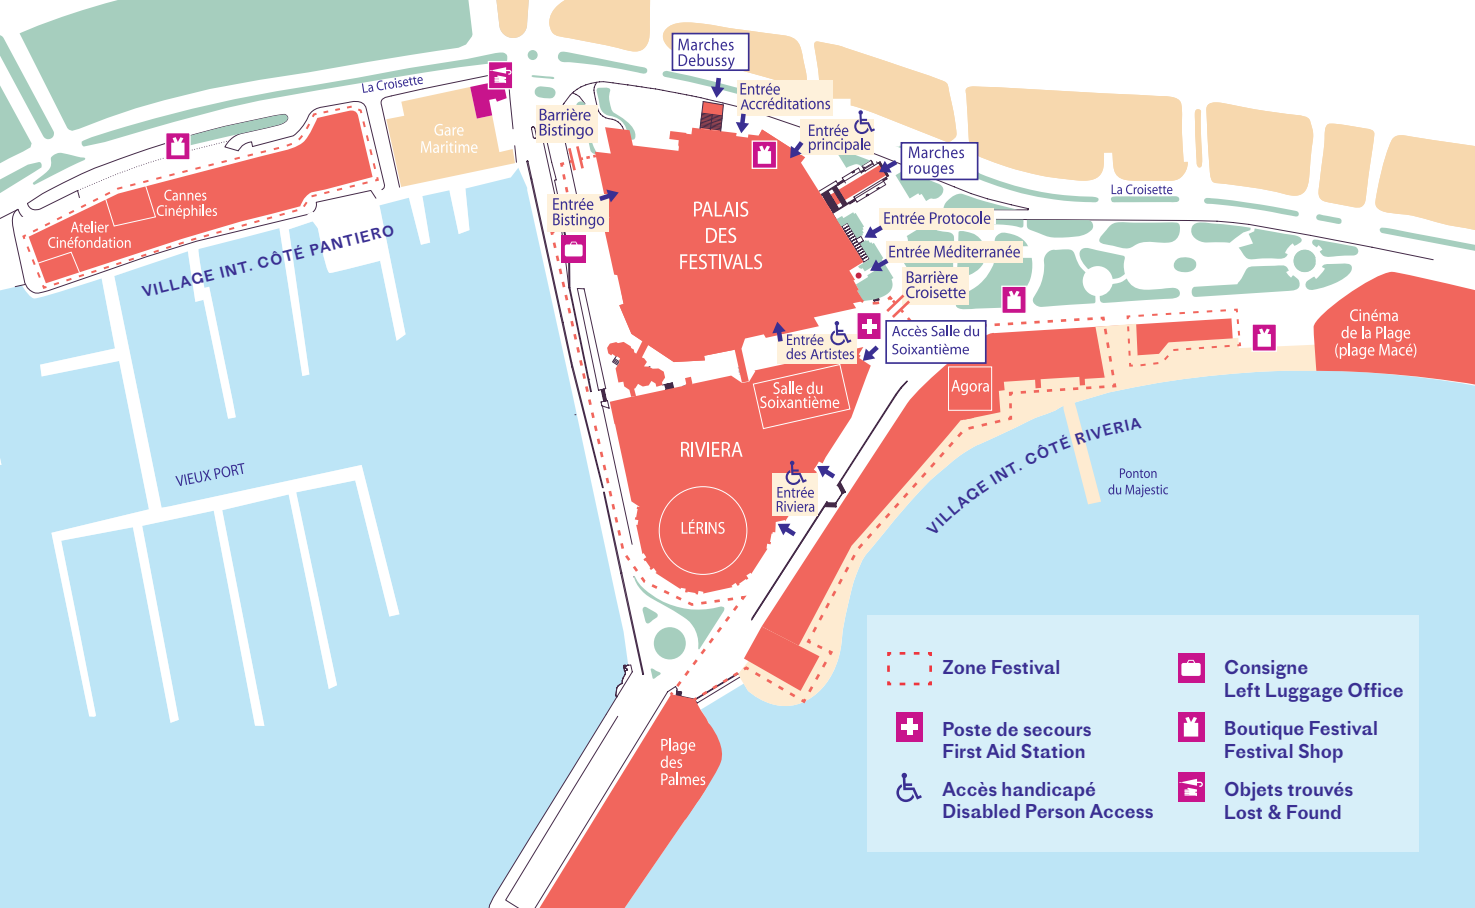 Marches
Debussy
La Croisette
Entrée
Accréditations
Barrière
Bistingo
Entrée
principale
Gare
Maritime
Marches
rouges
La Croisette
Cannes
Cinéphiles
Atelier
Cinéfondation
Entrée
Bistingo
PALAIS
DES
FESTIVALS
Entrée Protocole
Entrée Méditerranée
Barrière
Croisette
VILLAGE INT. CÔTÉ PANTIERO
Accès Salle du
Soixantième
Entrée
des Artistes
Cinéma
de la Plage
(plage Macé)
Salle du
Soixantième
Agora
RIVIERA
VILLAGE INT. CÔTÉ RIVERIA
VIEUX PORT
Ponton
du Majestic
Entrée
Riviera
LÉRINS
Plage
des
Palmes
Zone Festival
Poste de secours
First Aid Station
Accès handicapé
Disabled Person Access
Consigne
Left Luggage Office
Boutique Festival
Festival Shop
Objets trouvés
Lost & Found